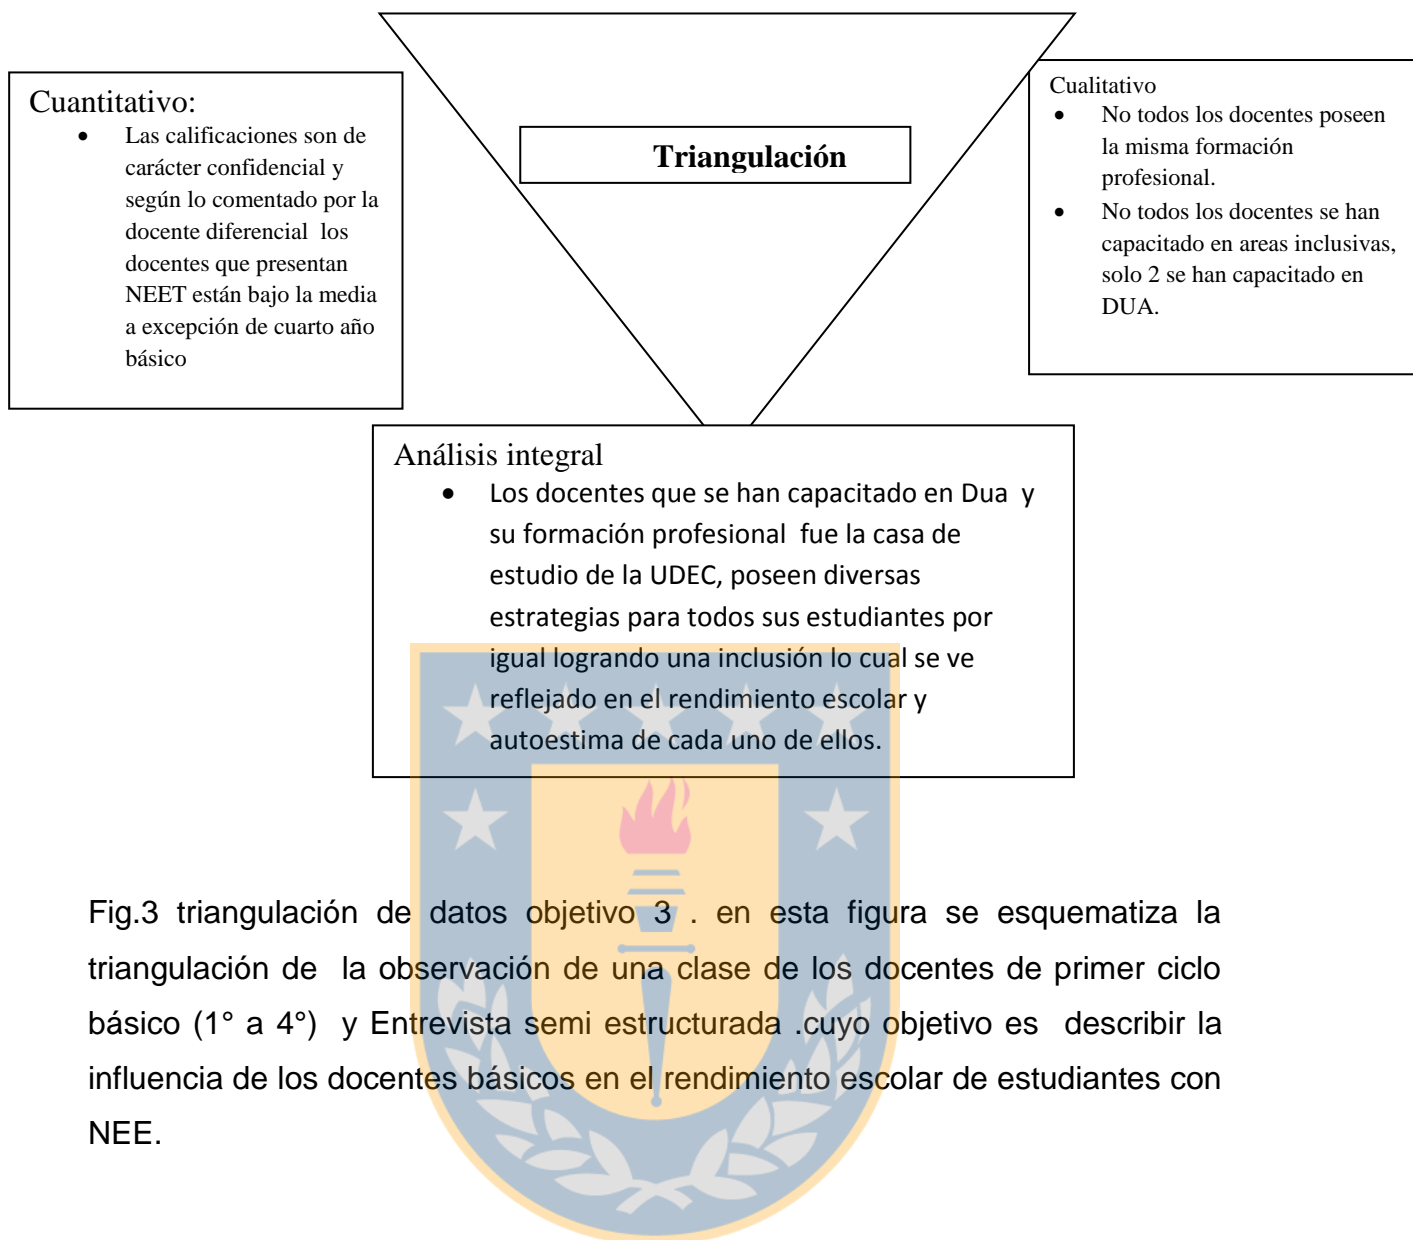 Triangulación
Cuantitativo:
• Las calificaciones son de
carácter confidencial y
según lo comentado por la
docente diferencial los
docentes que presentan
NEET están bajo la media
a excepción de cuarto año
básico
Cualitativo
• No todos los docentes poseen
la misma formación
profesional.
• No todos los docentes se han
capacitado en areas inclusivas,
solo 2 se han capacitado en
DUA.
Análisis integral
• Los docentes que se han capacitado en Dua y
su formación profesional fue la casa de
estudio de la UDEC, poseen diversas
estrategias para todos sus estudiantes por
igual logrando una inclusión lo cual se ve
reflejado en el rendimiento escolar y
autoestima de cada uno de ellos.
Fig.3 triangulación de datos objetivo 3 . en esta figura se esquematiza la
triangulación de la observación de una clase de los docentes de primer ciclo
básico (1° a 4°) y Entrevista semi estructurada .cuyo objetivo es describir la
influencia de los docentes básicos en el rendimiento escolar de estudiantes con
NEE.